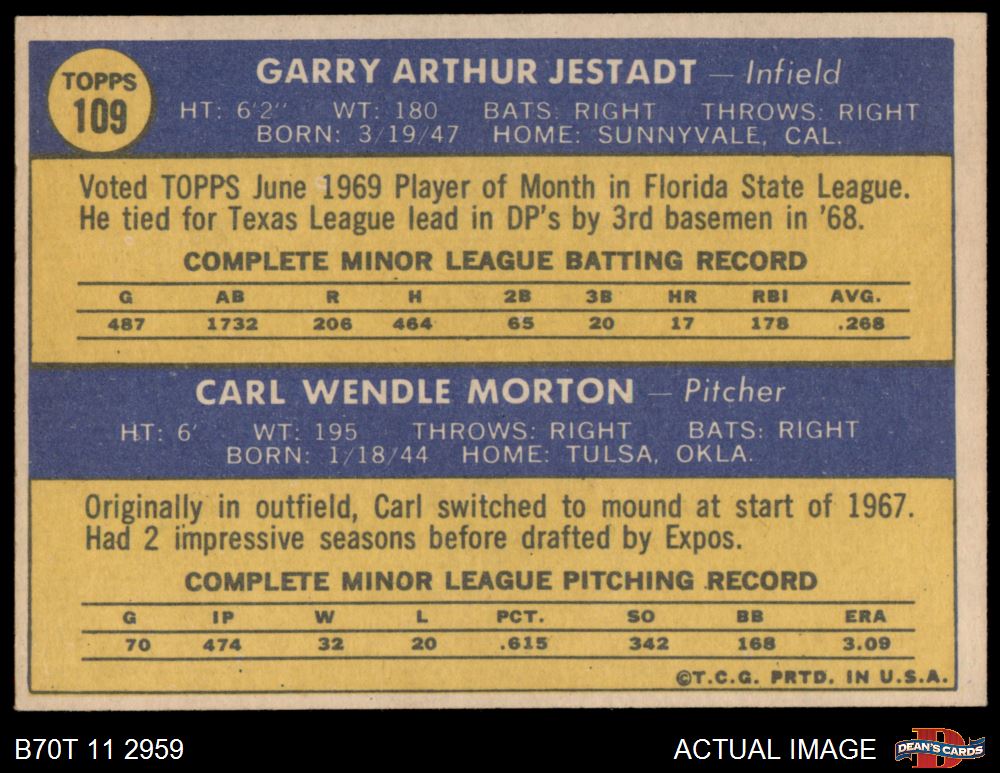 TOPPS
109
GARRY ARTHUR JESTADT — Infield
HT: 6'2" WT: 180 BATS: RIGHT THROWS: RIGHT
BORN: 3/19/47 HOME: SUNNYVALE, CAL.
Voted TOPPS June 1969 Player of Month in Florida State League.
He tied for Texas League lead in DP's by 3rd basemen in '68.
COMPLETE MINOR LEAGUE BATTING RECORD
G AB R H 2B 3B HR RBI AVG.
487 1732 206 464 65 20 17 178 .268
CARL WENDLE MORTON — Pitcher
HT: 6' WT: 195 THROWS: RIGHT BATS: RIGHT
BORN: 1/18/44 HOME: TULSA, OKLA.
Originally in outfield, Carl switched to mound at start of 1967.
Had 2 impressive seasons before drafted by Expos.
COMPLETE MINOR LEAGUE PITCHING RECORD
G IP W L PCT. SO BB ERA
70 474 32 20 .615 342 168 3.09
©T.C.G. PRTD. IN U.S.A.
B70T 11 2959
ACTUAL IMAGE
D
DEAN'S CARDS